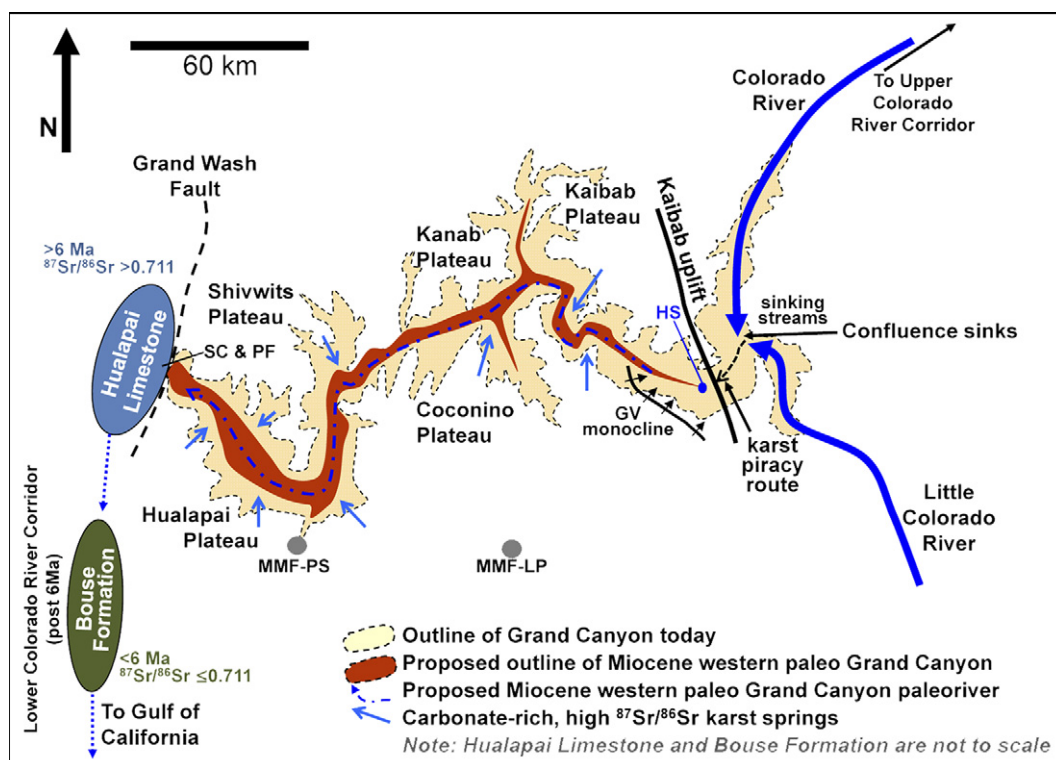 60 km
N
Grand Wash
Fault
>6 Ma
⁸⁷Sr/⁸⁶Sr >0.711
Hualapai
Limestone
SC & PF
Shivwits
Plateau
Kanab
Plateau
Kaibab
Plateau
Kaibab uplift
Colorado
River
To Upper
Colorado
River Corridor
HS
sinking
streams
Confluence sinks
GV
monocline
karst
piracy
route
Coconino
Plateau
Little
Colorado
River
Hualapai
Plateau
MMF-PS
MMF-LP
Lower Colorado River Corridor
(post 6Ma)
Bouse
Formation
<6 Ma
⁸⁷Sr/⁸⁶Sr ≤0.711
To Gulf of
California
Outline of Grand Canyon today
Proposed outline of Miocene western paleo Grand Canyon
Proposed Miocene western paleo Grand Canyon paleoriver
Carbonate-rich, high ⁸⁷Sr/⁸⁶Sr karst springs
Note: Hualapai Limestone and Bouse Formation are not to scale